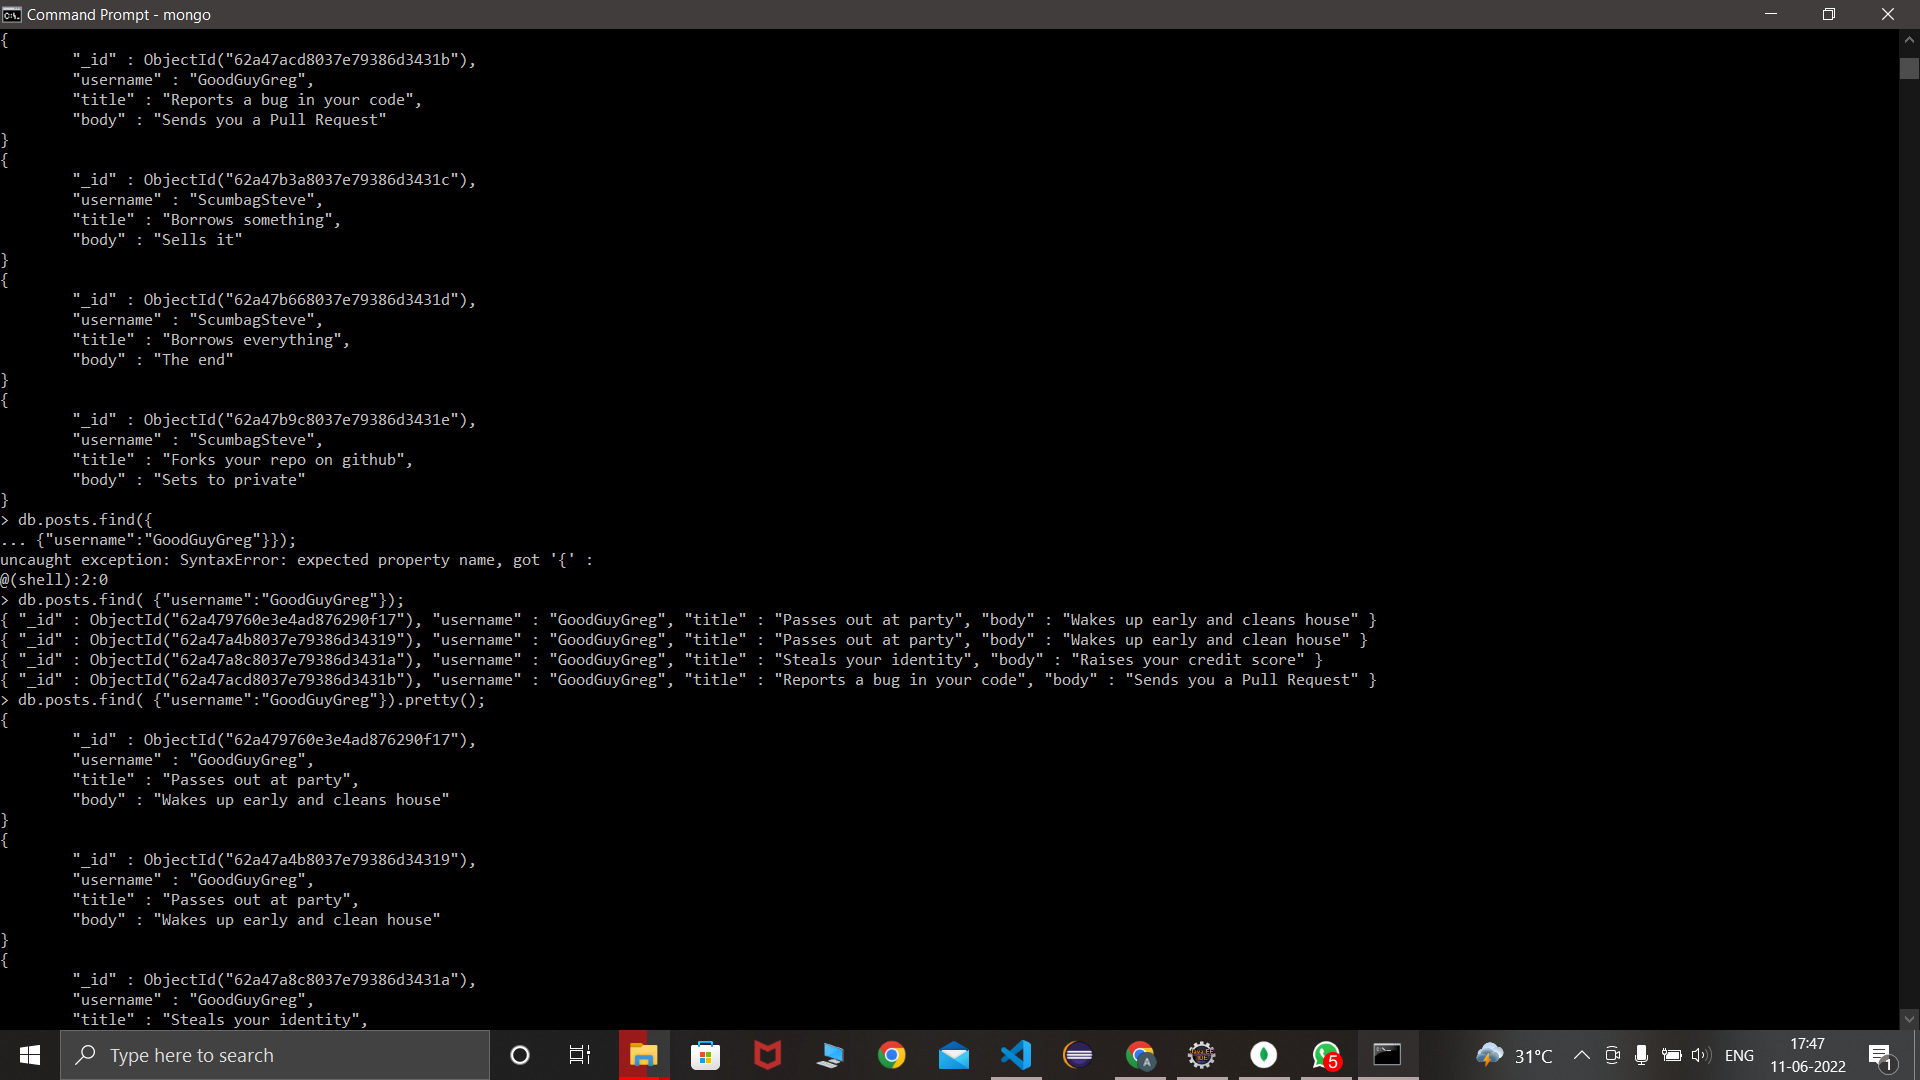 Command Prompt - mongo
{
"_id" : ObjectId("62a47acd8037e79386d3431b"),
"username" : "GoodGuyGreg",
"title" : "Reports a bug in your code",
"body" : "Sends you a Pull Request"
}
{
"_id" : ObjectId("62a47b3a8037e79386d3431c"),
"username" : "ScumbagSteve",
"title" : "Borrows something",
"body" : "Sells it"
}
{
"_id" : ObjectId("62a47b668037e79386d3431d"),
"username" : "ScumbagSteve",
"title" : "Borrows everything",
"body" : "The end"
}
{
"_id" : ObjectId("62a47b9c8037e79386d3431e"),
"username" : "ScumbagSteve",
"title" : "Forks your repo on github",
"body" : "Sets to private"
}
> db.posts.find({
... {"username":"GoodGuyGreg"}});
uncaught exception: SyntaxError: expected property name, got '{' :
@(shell):2:0
> db.posts.find( {"username":"GoodGuyGreg"});
{ "_id" : ObjectId("62a479760e3e4ad876290f17"), "username" : "GoodGuyGreg", "title" : "Passes out at party", "body" : "Wakes up early and cleans house" }
{ "_id" : ObjectId("62a47a4b8037e79386d34319"), "username" : "GoodGuyGreg", "title" : "Passes out at party", "body" : "Wakes up early and clean house" }
{ "_id" : ObjectId("62a47a8c8037e79386d3431a"), "username" : "GoodGuyGreg", "title" : "Steals your identity", "body" : "Raises your credit score" }
{ "_id" : ObjectId("62a47acd8037e79386d3431b"), "username" : "GoodGuyGreg", "title" : "Reports a bug in your code", "body" : "Sends you a Pull Request" }
> db.posts.find( {"username":"GoodGuyGreg"}).pretty();
{
"_id" : ObjectId("62a479760e3e4ad876290f17"),
"username" : "GoodGuyGreg",
"title" : "Passes out at party",
"body" : "Wakes up early and cleans house"
}
{
"_id" : ObjectId("62a47a4b8037e79386d34319"),
"username" : "GoodGuyGreg",
"title" : "Passes out at party",
"body" : "Wakes up early and clean house"
}
{
"_id" : ObjectId("62a47a8c8037e79386d3431a"),
"username" : "GoodGuyGreg",
"title" : "Steals your identity",
Type here to search
A
5
31°C
ENG
17:47
11-06-2022
1